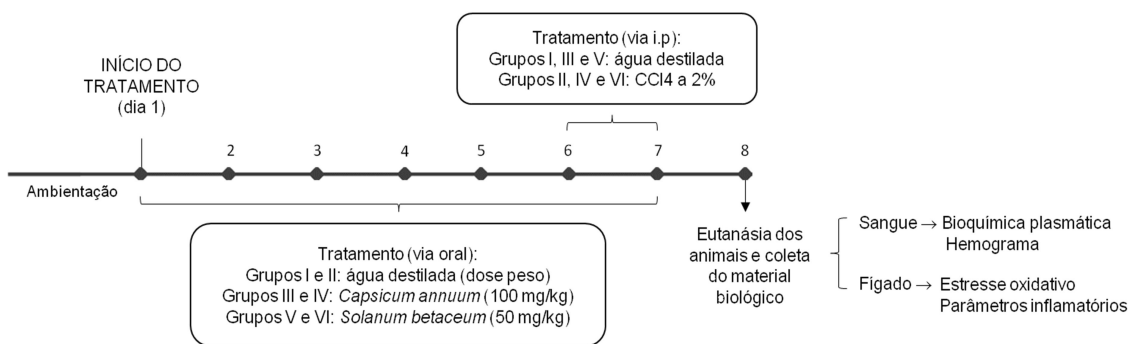 Tratamento (via i.p):
Grupos I, III e V: água destilada
Grupos II, IV e VI: CCl4 a 2%
INÍCIO DO
TRATAMENTO
(dia 1)
2 3 4 5 6 7 8
Ambientação
Tratamento (via oral):
Grupos I e II: água destilada (dose peso)
Grupos III e IV: Capsicum annuum (100 mg/kg)
Grupos V e VI: Solanum betaceum (50 mg/kg)
Eutanásia dos
animais e coleta
do material
biológico
Sangue → Bioquímica plasmática
Hemograma
Fígado → Estresse oxidativo
Parâmetros inflamatórios